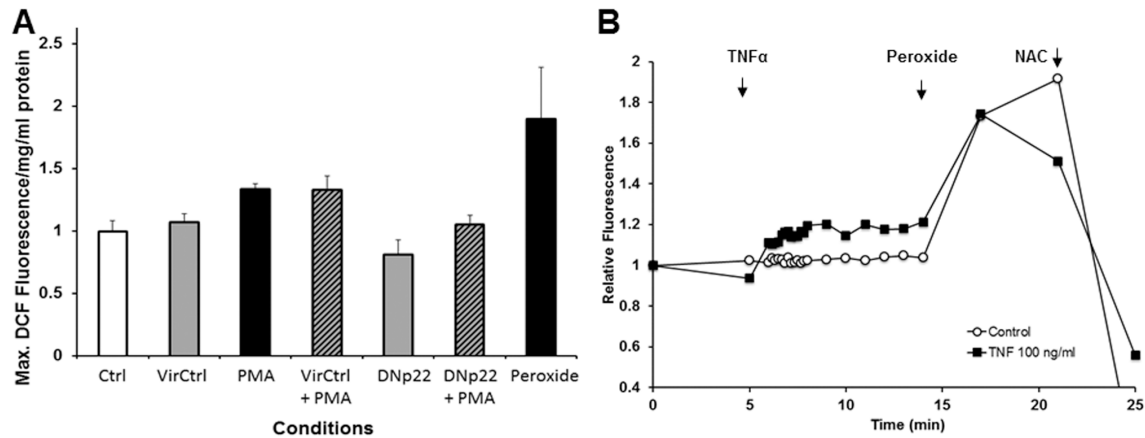 A
Max. DCF Fluorescence/mg/ml protein
2.5
2
1.5
1
0.5
0
Ctrl
VirCtrl
PMA
VirCtrl
+ PMA
DNp22
DNp22
+ PMA
Peroxide
Conditions
B
TNFα
Peroxide
NAC
Relative Fluorescence
2
1.8
1.6
1.4
1.2
1
0.8
0.6
0.4
Control
TNF 100 ng/ml
0
5
10
15
20
25
Time (min)